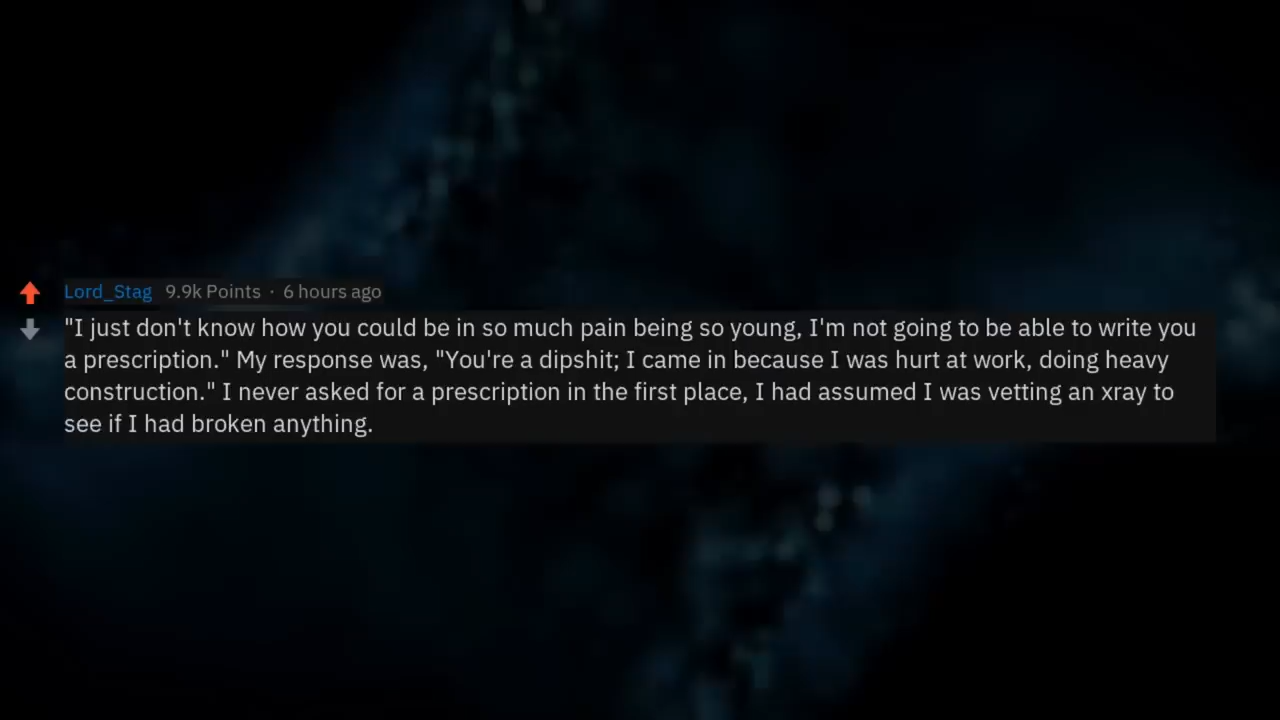 Lord_Stag 9.9k Points · 6 hours ago
"I just don't know how you could be in so much pain being so young, I'm not going to be able to write you
a prescription." My response was, "You're a dipshit; I came in because I was hurt at work, doing heavy
construction." I never asked for a prescription in the first place, I had assumed I was vetting an xray to
see if I had broken anything.